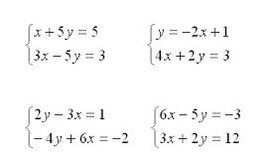 x + 5y = 5
3x − 5y = 3
y = −2x + 1
4x + 2y = 3
2y − 3x = 1
−4y + 6x = −2
6x − 5y = −3
3x + 2y = 12